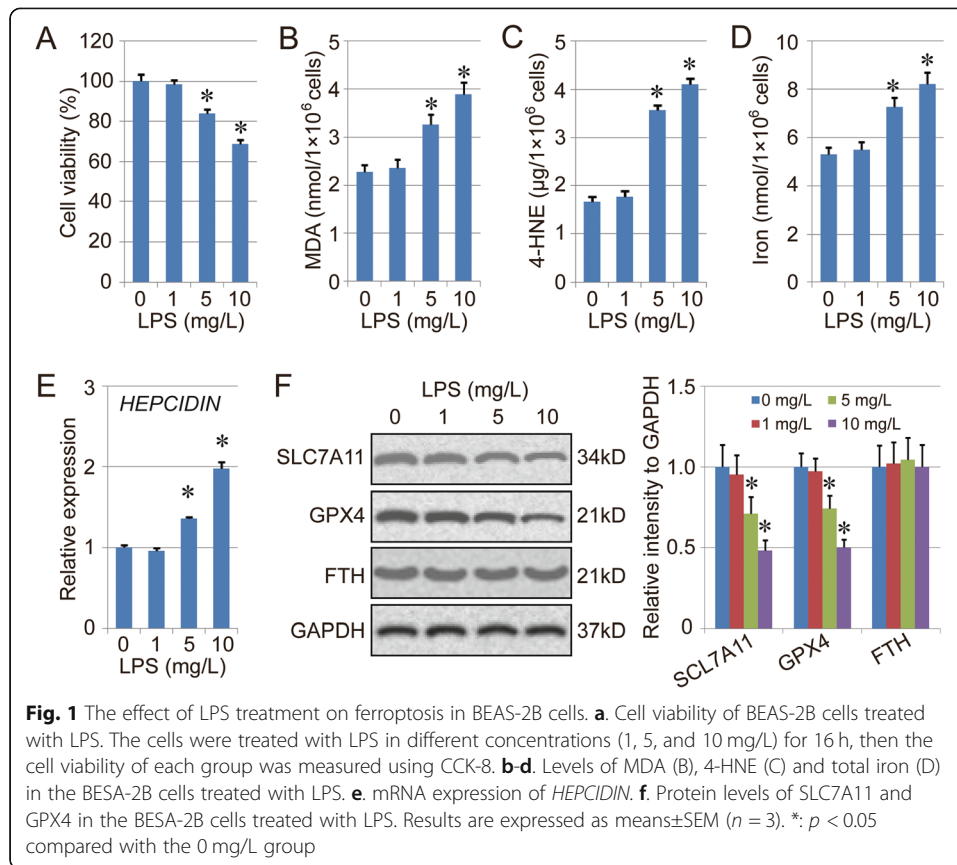 A
Cell viability (%)
120
100
80
60
40
20
0
0 1 5 10
LPS (mg/L)
*
*
B
MDA (nmol/1×10⁶ cells)
5
4
3
2
1
0
0 1 5 10
LPS (mg/L)
*
*
C
4-HNE (µg/1×10⁶ cells)
5
4
3
2
1
0
0 1 5 10
LPS (mg/L)
*
*
D
Iron (nmol/1×10⁶ cells)
10
8
6
4
2
0
0 1 5 10
LPS (mg/L)
*
*
E
HEPCIDIN
Relative expression
3
2
1
0
0 1 5 10
LPS (mg/L)
*
*
F
LPS (mg/L)
0 1 5 10
SLC7A11 34kD
GPX4 21kD
FTH 21kD
GAPDH 37kD
Relative intensity to GAPDH
1.5
1.0
0.5
0
0 mg/L 5 mg/L
1 mg/L 10 mg/L
*
*
*
*
SCL7A11
GPX4
FTH
Fig. 1 The effect of LPS treatment on ferroptosis in BEAS-2B cells. a. Cell viability of BEAS-2B cells treated
with LPS. The cells were treated with LPS in different concentrations (1, 5, and 10 mg/L) for 16 h, then the
cell viability of each group was measured using CCK-8. b-d. Levels of MDA (B), 4-HNE (C) and total iron (D)
in the BESA-2B cells treated with LPS. e. mRNA expression of HEPCIDIN. f. Protein levels of SLC7A11 and
GPX4 in the BESA-2B cells treated with LPS. Results are expressed as means±SEM (n = 3). *: p < 0.05
compared with the 0 mg/L group